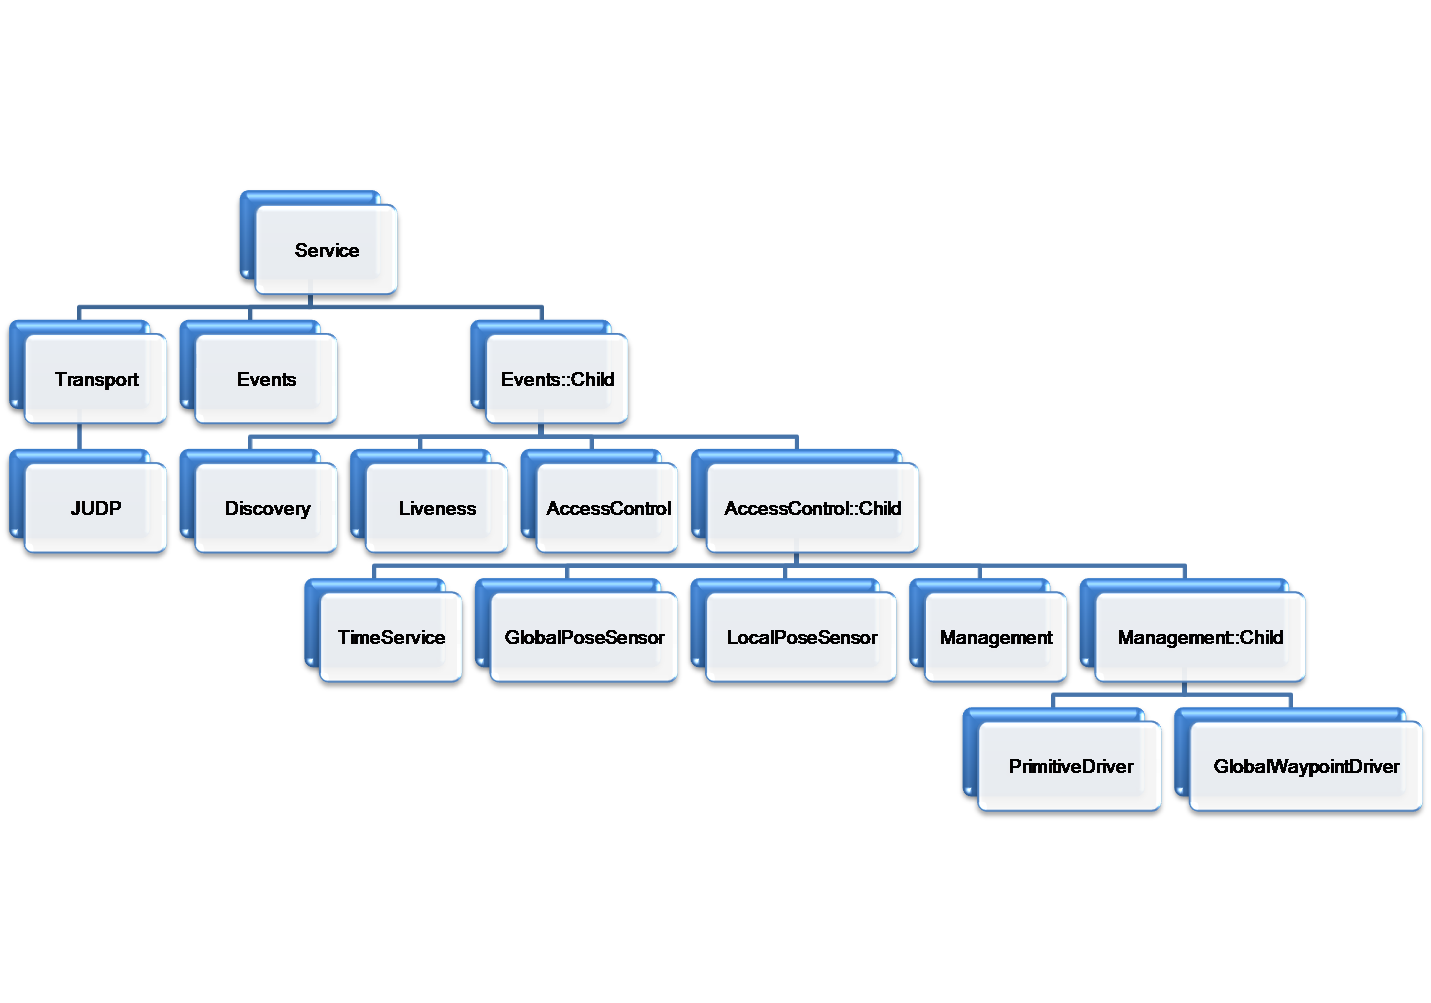 Service
Transport
Events
Events::Child
JUDP
Discovery
Liveness
AccessControl
AccessControl::Child
TimeService
GlobalPoseSensor
LocalPoseSensor
Management
Management::Child
PrimitiveDriver
GlobalWaypointDriver